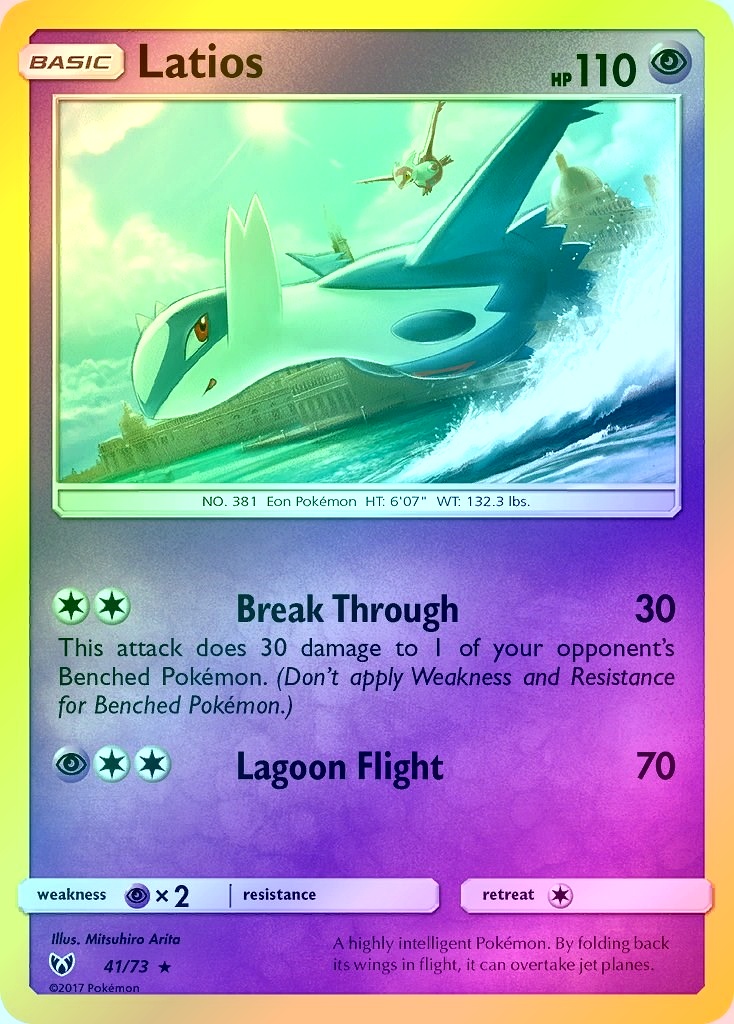 BASIC Latios HP 110
NO. 381 Eon Pokémon HT: 6'07" WT: 132.3 lbs.
Break Through 30
This attack does 30 damage to 1 of your opponent's
Benched Pokémon. (Don't apply Weakness and Resistance
for Benched Pokémon.)
Lagoon Flight 70
weakness ×2 resistance retreat
Illus. Mitsuhiro Arita
41/73 ★
©2017 Pokémon
A highly intelligent Pokémon. By folding back
its wings in flight, it can overtake jet planes.